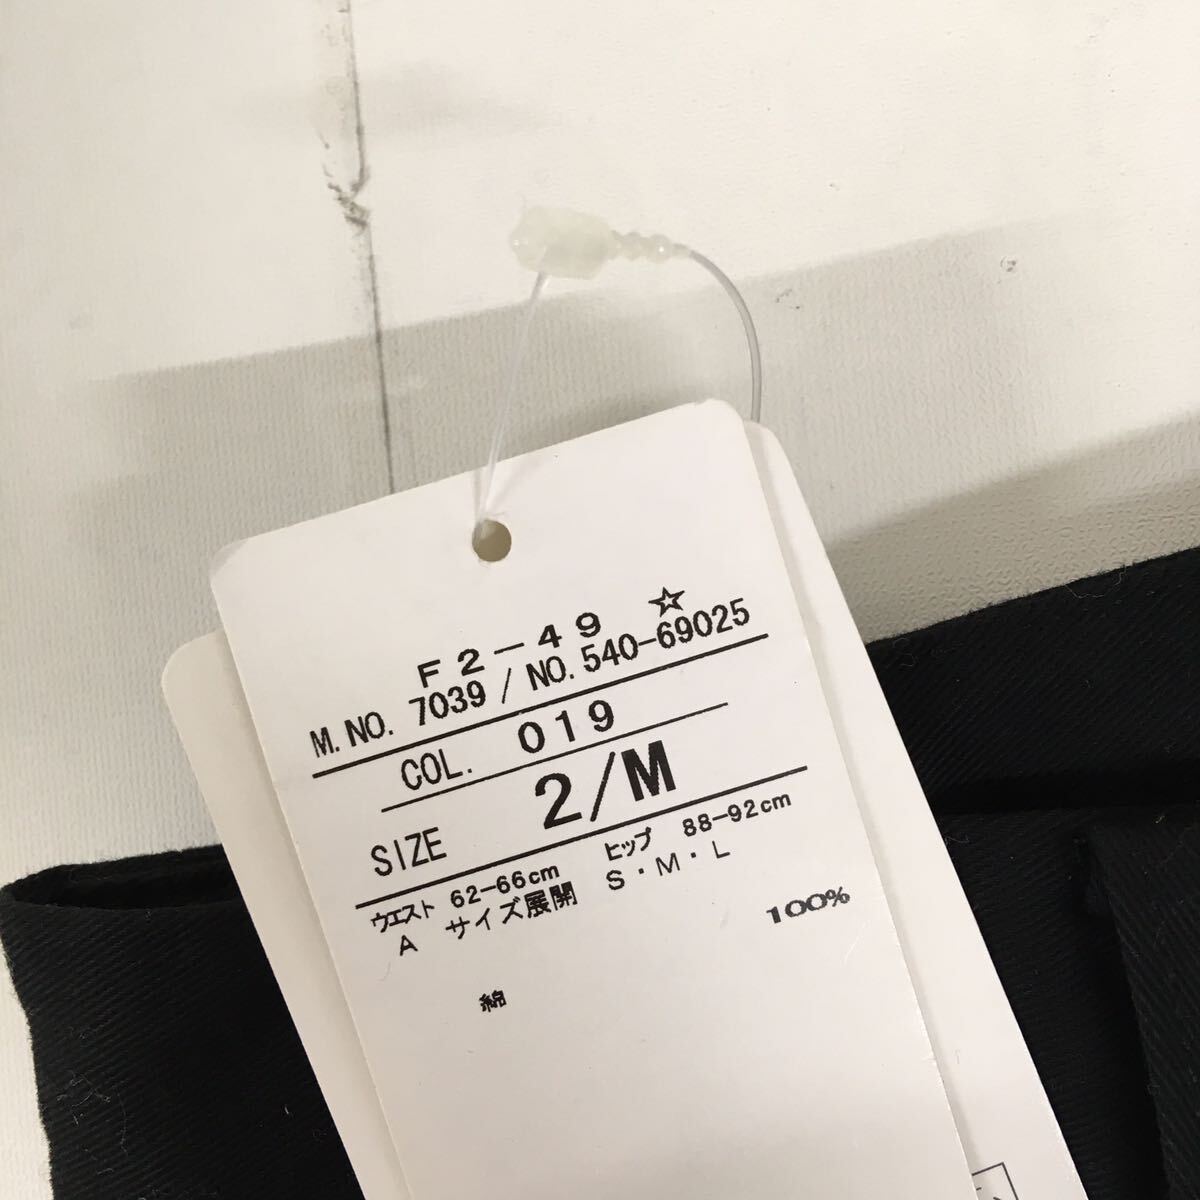 F2-49 ☆
M.NO. 7039 / NO. 540-69025
COL. 019
SIZE 2/M
ウエスト 62-66cm ヒップ 88-92cm
A サイズ展開 S・M・L
綿 100%